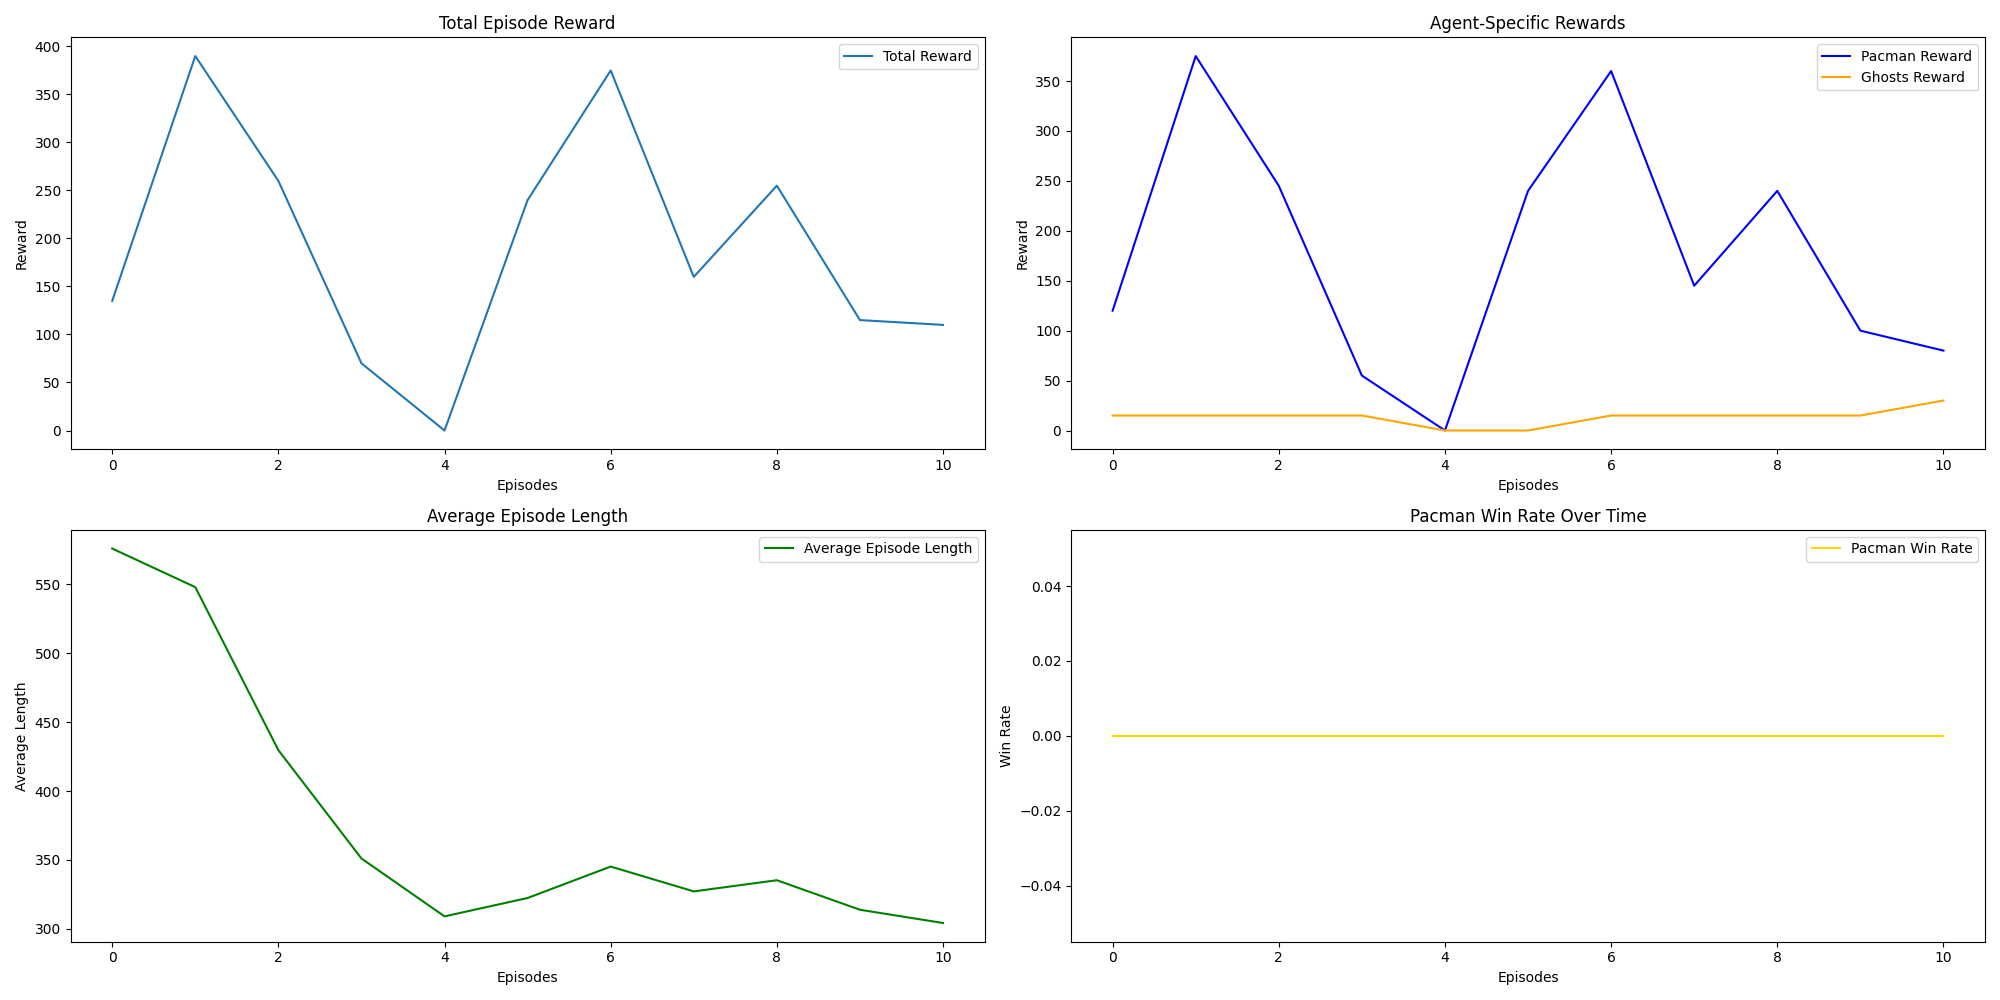 Total Episode Reward
Total Reward
400
350
300
250
200
150
100
50
0
Reward
0 2 4 6 8 10
Episodes
Agent-Specific Rewards
Pacman Reward
Ghosts Reward
350
300
250
200
150
100
50
0
Reward
0 2 4 6 8 10
Episodes
Average Episode Length
Average Episode Length
550
500
450
400
350
300
Average Length
0 2 4 6 8 10
Episodes
Pacman Win Rate Over Time
Pacman Win Rate
0.04
0.02
0.00
−0.02
−0.04
Win Rate
0 2 4 6 8 10
Episodes